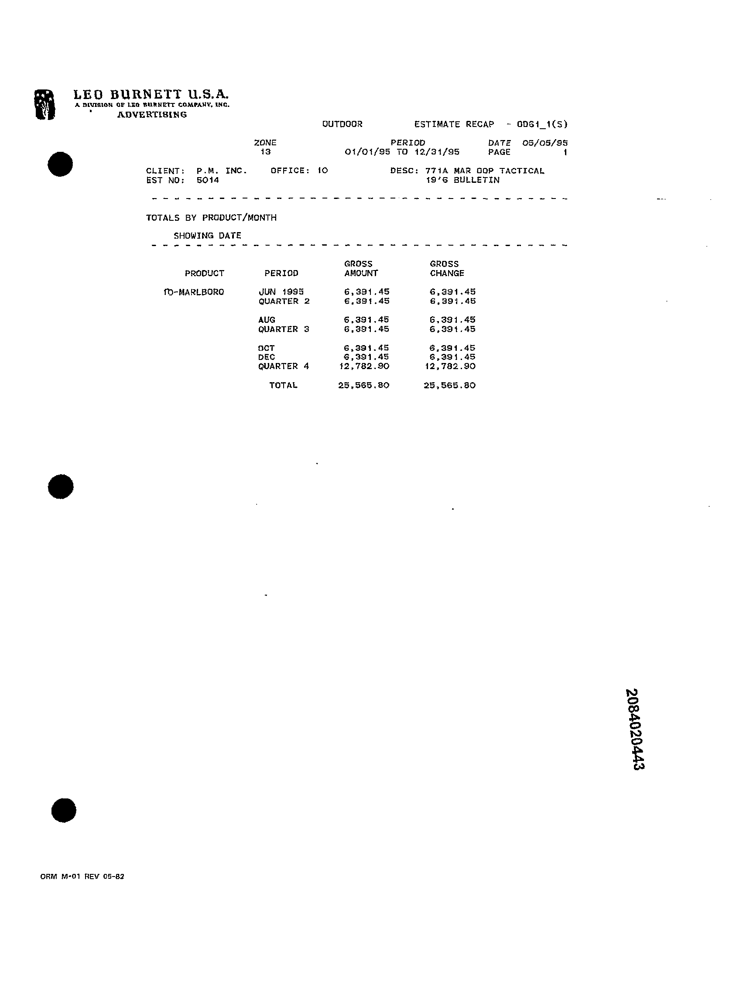 LEO BURNETT U.S.A.
A DIVISION OF LEO BURNETT COMPANY, INC.
ADVERTISING
OUTDOOR ESTIMATE RECAP - ODG1_1(S)
ZONE PERIOD DATE 05/05/95
13 01/01/95 TO 12/31/95 PAGE 1
CLIENT: P.M. INC. OFFICE: 10 DESC: 771A MAR OOP TACTICAL
EST NO: 5014 19'6 BULLETIN
TOTALS BY PRODUCT/MONTH
SHOWING DATE
GROSS GROSS
PRODUCT PERIOD AMOUNT CHANGE
10-MARLBORO JUN 1995 6,391.45 6,391.45
QUARTER 2 6,391.45 6,391.45
AUG 6,391.45 6,391.45
QUARTER 3 6,391.45 6,391.45
OCT 6,391.45 6,391.45
DEC 6,391.45 6,391.45
QUARTER 4 12,782.90 12,782.90
TOTAL 25,565.80 25,565.80
2084020443
ORM M-01 REV 05-82